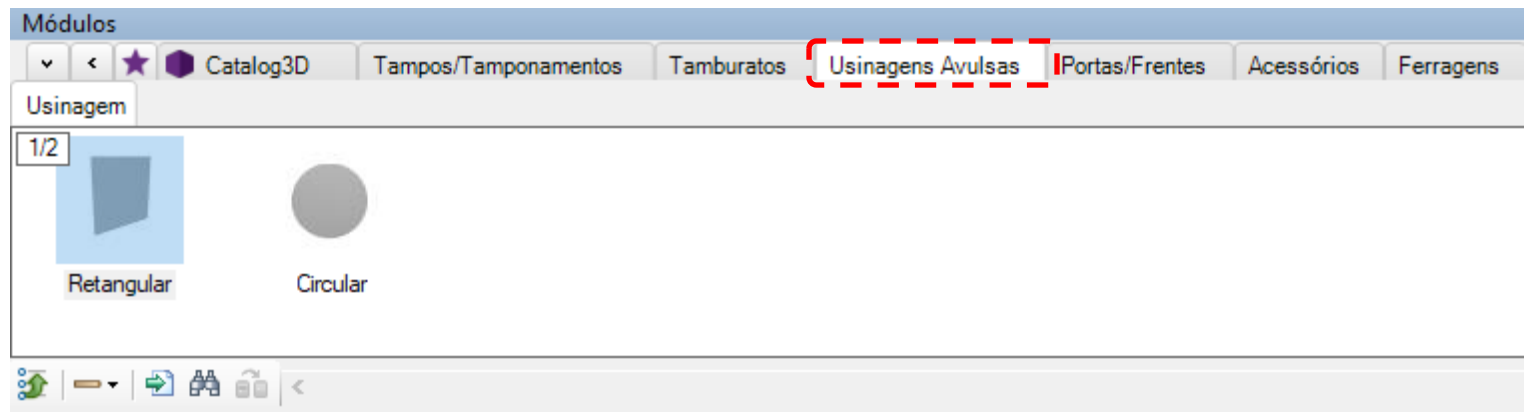 Módulos
Catalog3D Tampos/Tamponamentos Tamburatos Usinagens Avulsas Portas/Frentes Acessórios Ferragens
Usinagem
1/2
Retangular Circular